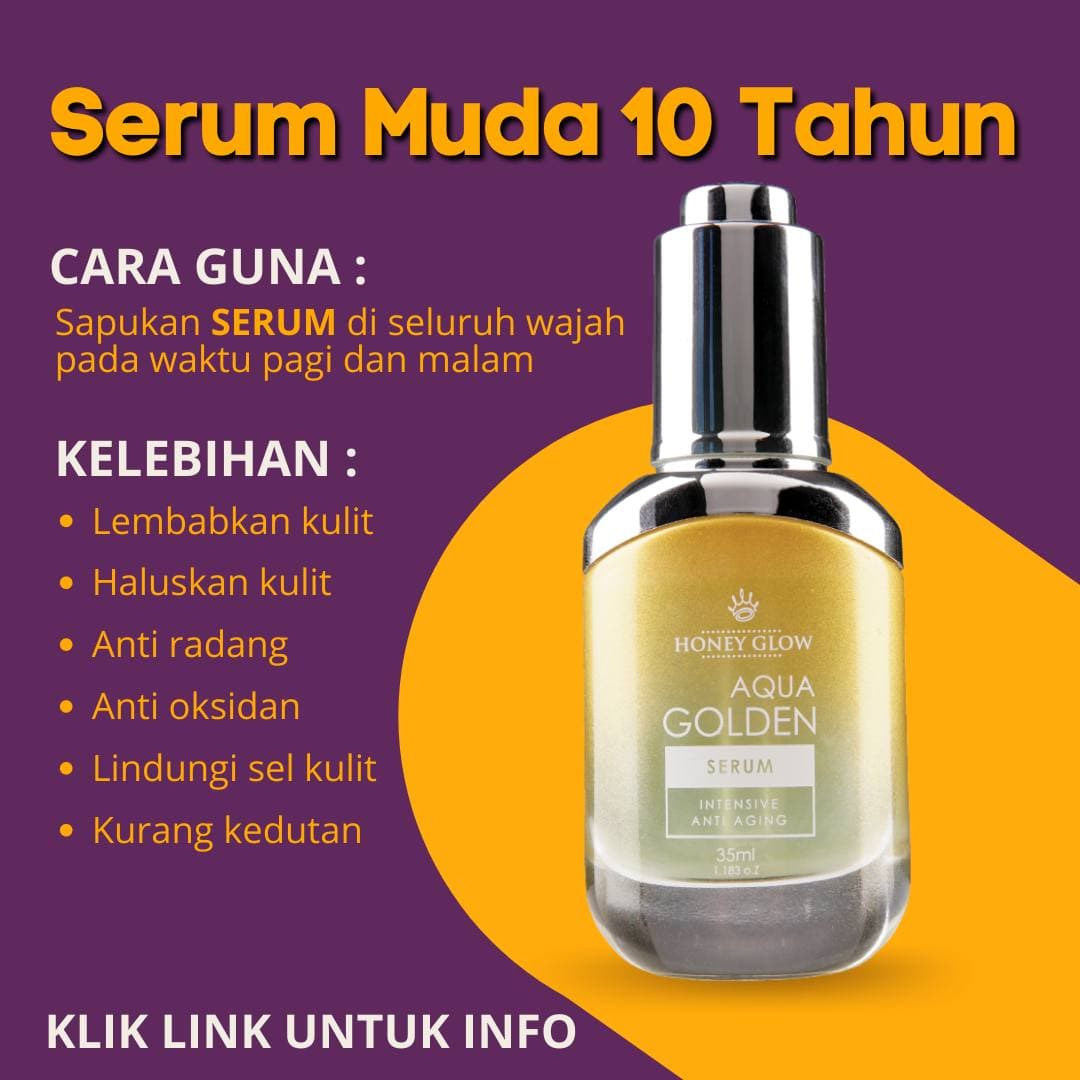 Serum Muda 10 Tahun
CARA GUNA :
Sapukan SERUM di seluruh wajah
pada waktu pagi dan malam
KELEBIHAN :
• Lembabkan kulit
• Haluskan kulit
• Anti radang
• Anti oksidan
• Lindungi sel kulit
• Kurang kedutan
HONEY GLOW
AQUA
GOLDEN
SERUM
INTENSIVE
ANTI AGING
35ml
1.183 o.z
KLIK LINK UNTUK INFO